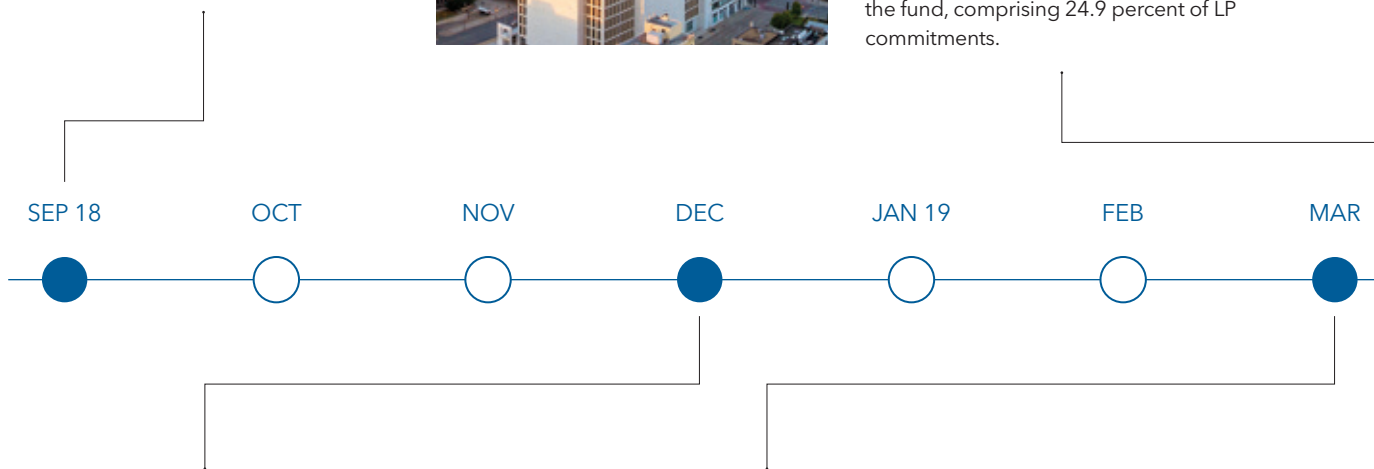 the fund, comprising 24.9 percent of LP
commitments.
SEP 18
OCT
NOV
DEC
JAN 19
FEB
MAR